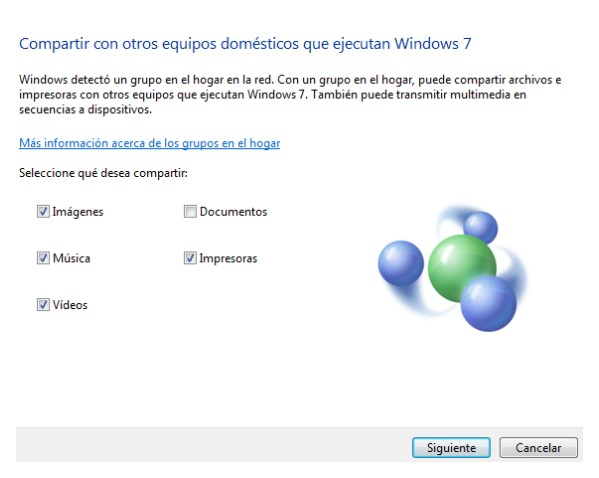 Compartir con otros equipos domésticos que ejecutan Windows 7
Windows detectó un grupo en el hogar en la red. Con un grupo en el hogar, puede compartir archivos e
impresoras con otros equipos que ejecutan Windows 7. También puede transmitir multimedia en
secuencias a dispositivos.
Más información acerca de los grupos en el hogar
Seleccione qué desea compartir:
Imágenes Documentos
Música Impresoras
Vídeos
Siguiente Cancelar